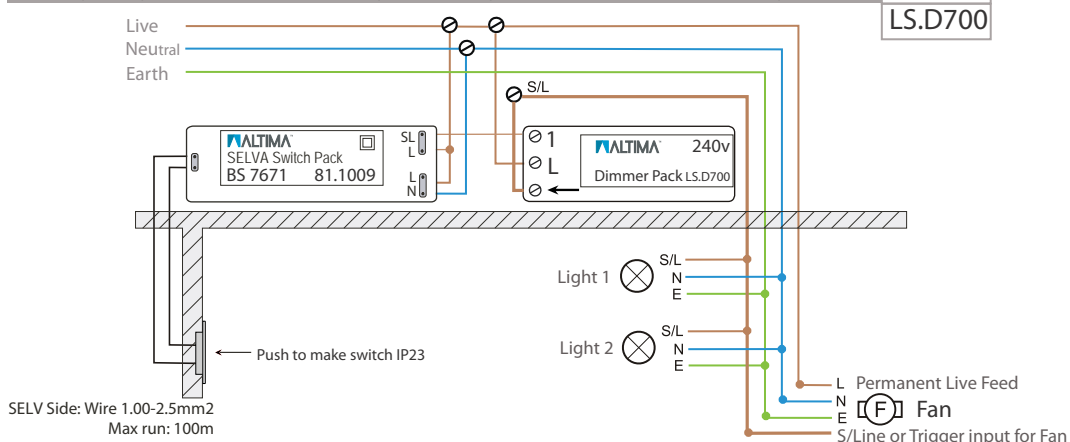 LS.D700
Live
Neutral
Earth
S/L
ALTIMA
SELVA Switch Pack
BS 7671 81.1009
SL
L
L
N
1
L
ALTIMA 240v
Dimmer Pack LS.D700
Light 1
S/L
N
E
Light 2
S/L
N
E
Push to make switch IP23
SELV Side: Wire 1.00-2.5mm2
Max run: 100m
L Permanent Live Feed
N
F Fan
E
S/Line or Trigger input for Fan